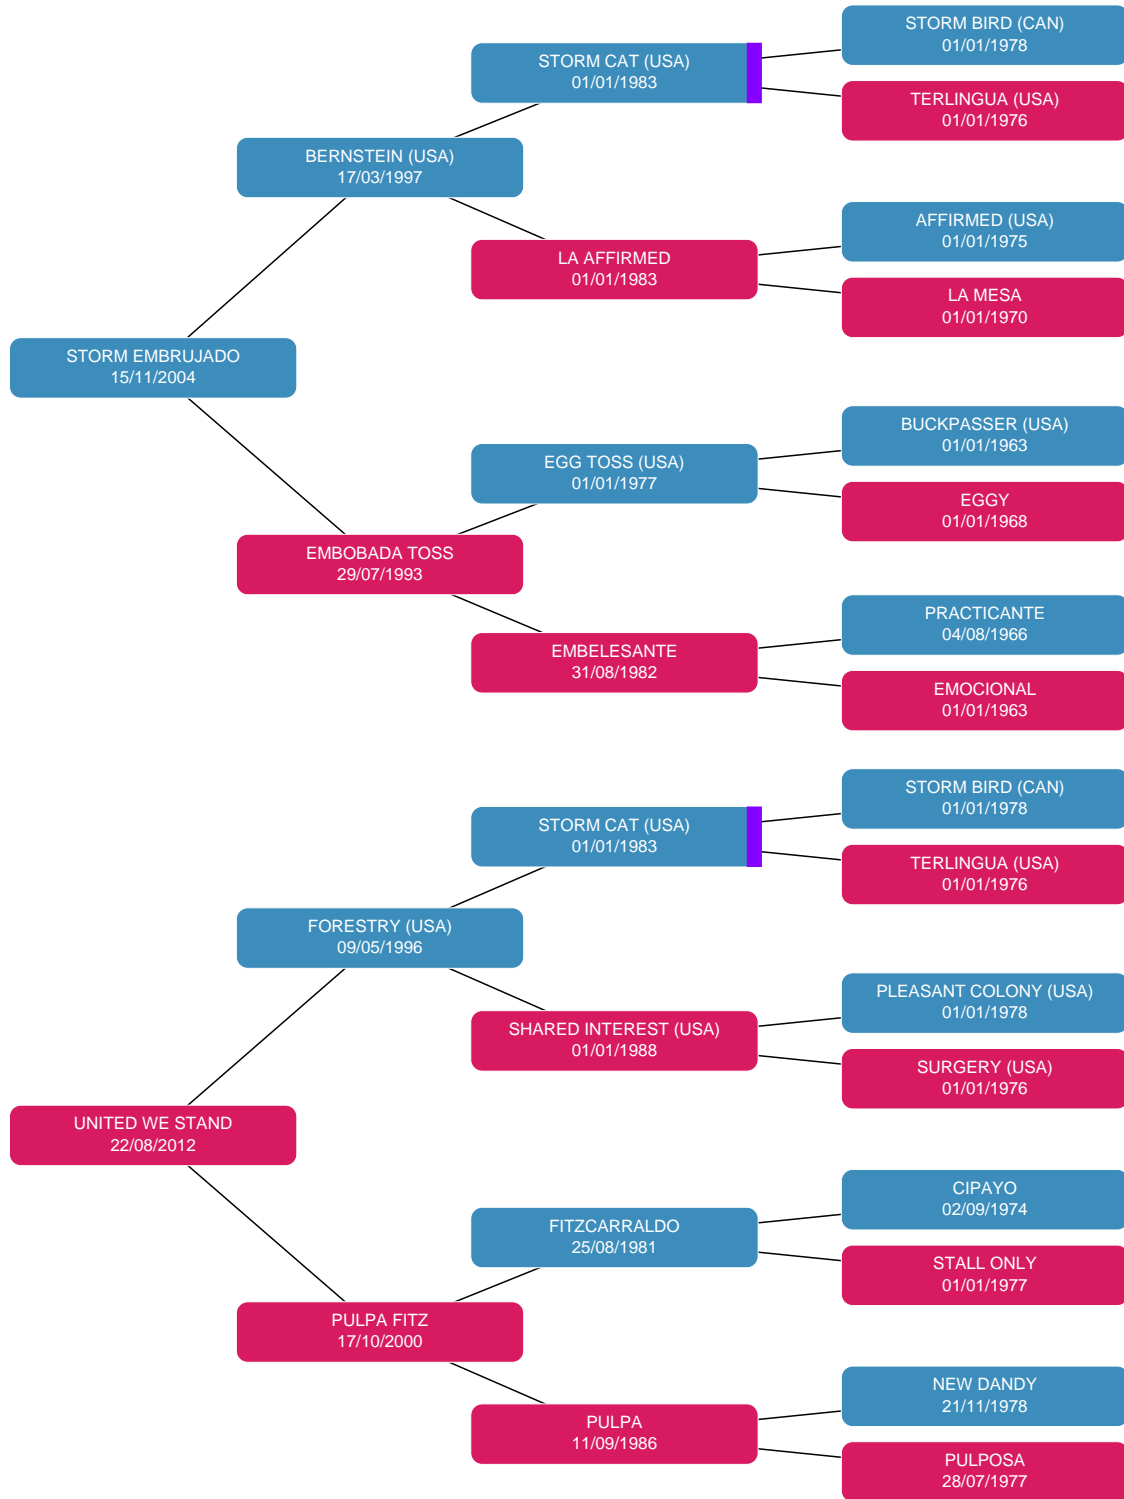 STORM BIRD (CAN)
01/01/1978
STORM CAT (USA)
01/01/1983
TERLINGUA (USA)
01/01/1976
BERNSTEIN (USA)
17/03/1997
AFFIRMED (USA)
01/01/1975
LA AFFIRMED
01/01/1983
LA MESA
01/01/1970
STORM EMBRUJADO
15/11/2004
BUCKPASSER (USA)
01/01/1963
EGG TOSS (USA)
01/01/1977
EGGY
01/01/1968
EMBOBADA TOSS
29/07/1993
PRACTICANTE
04/08/1966
EMBELESANTE
31/08/1982
EMOCIONAL
01/01/1963
STORM BIRD (CAN)
01/01/1978
STORM CAT (USA)
01/01/1983
TERLINGUA (USA)
01/01/1976
FORESTRY (USA)
09/05/1996
PLEASANT COLONY (USA)
01/01/1978
SHARED INTEREST (USA)
01/01/1988
SURGERY (USA)
01/01/1976
UNITED WE STAND
22/08/2012
CIPAYO
02/09/1974
FITZCARRALDO
25/08/1981
STALL ONLY
01/01/1977
PULPA FITZ
17/10/2000
NEW DANDY
21/11/1978
PULPA
11/09/1986
PULPOSA
28/07/1977